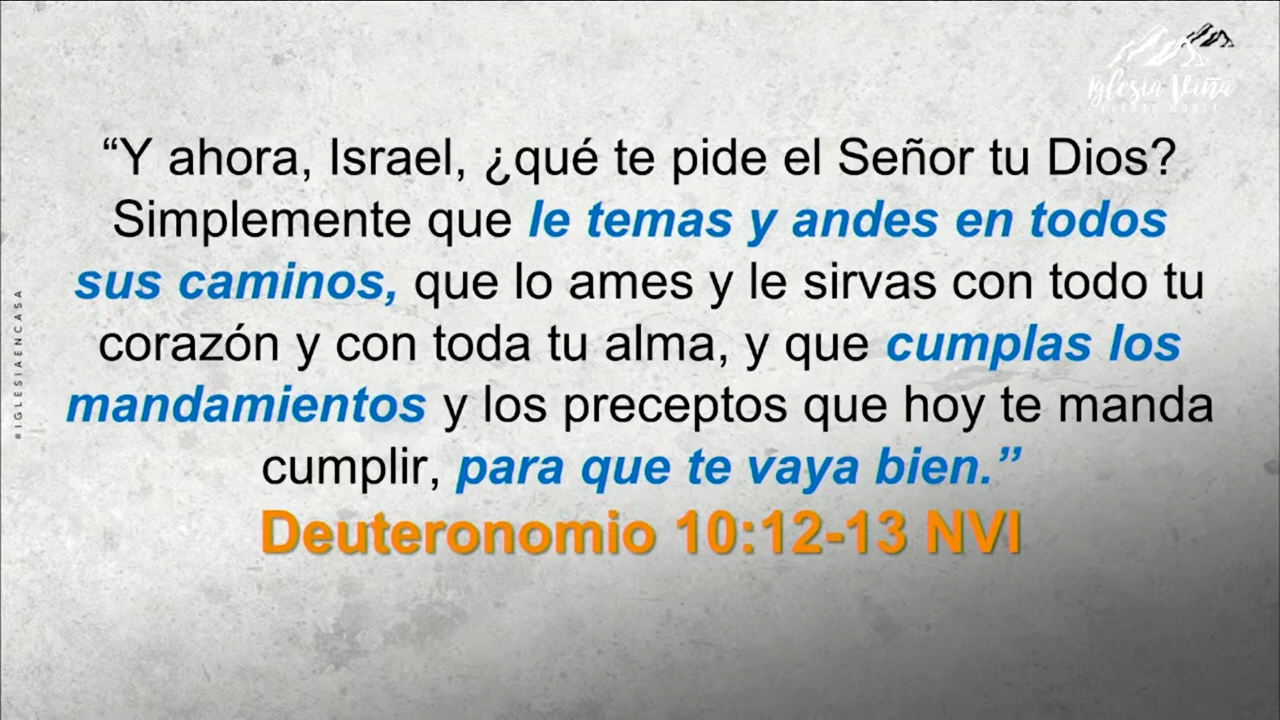 Iglesia Viña
“Y ahora, Israel, ¿qué te pide el Señor tu Dios?
Simplemente que le temas y andes en todos
sus caminos, que lo ames y le sirvas con todo tu
corazón y con toda tu alma, y que cumplas los
mandamientos y los preceptos que hoy te manda
cumplir, para que te vaya bien.”
Deuteronomio 10:12-13 NVI
#IGLESIAENCASA